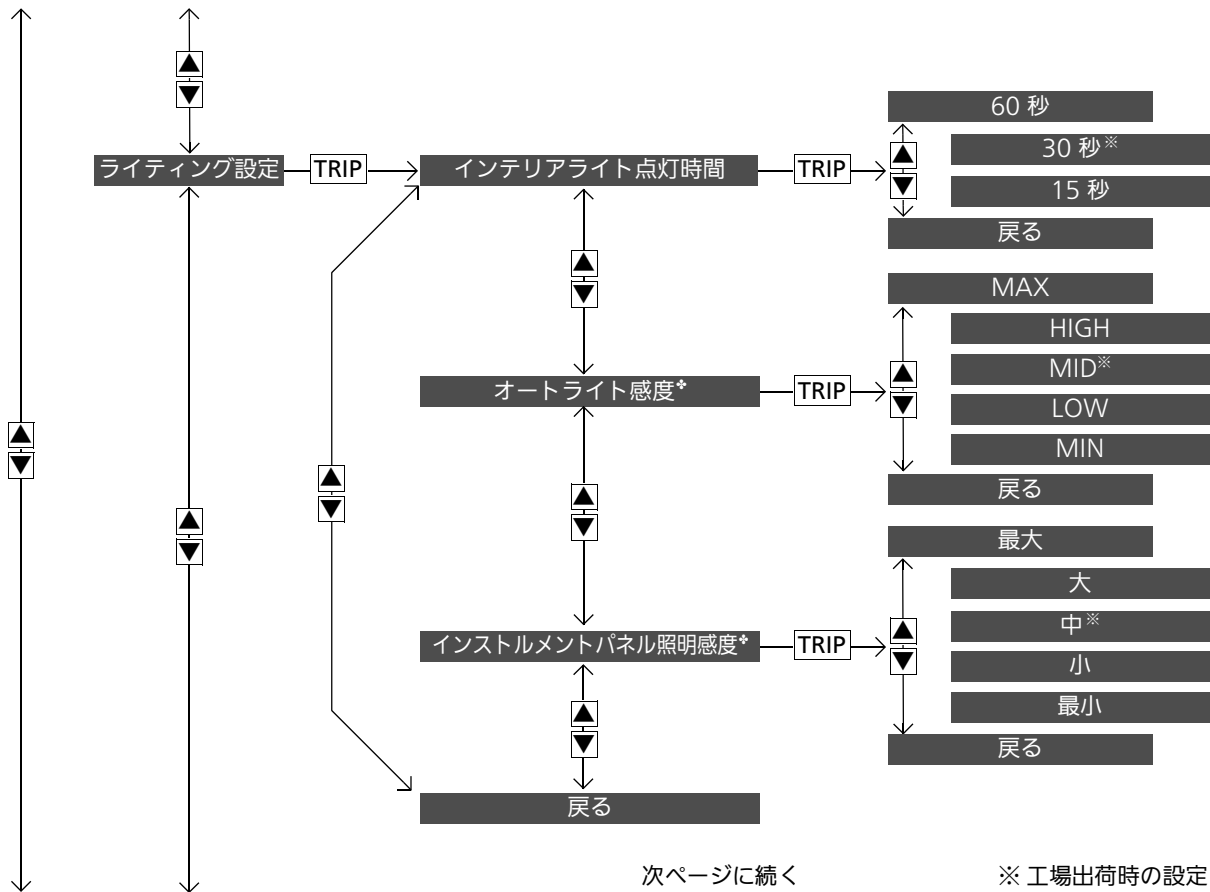 ライティング設定
TRIP
インテリアライト点灯時間
TRIP
60 秒
30 秒※
15 秒
戻る
オートライト感度✤
TRIP
MAX
HIGH
MID※
LOW
MIN
戻る
インストルメントパネル照明感度✤
TRIP
最大
大
中※
小
最小
戻る
戻る
次ページに続く
※ 工場出荷時の設定